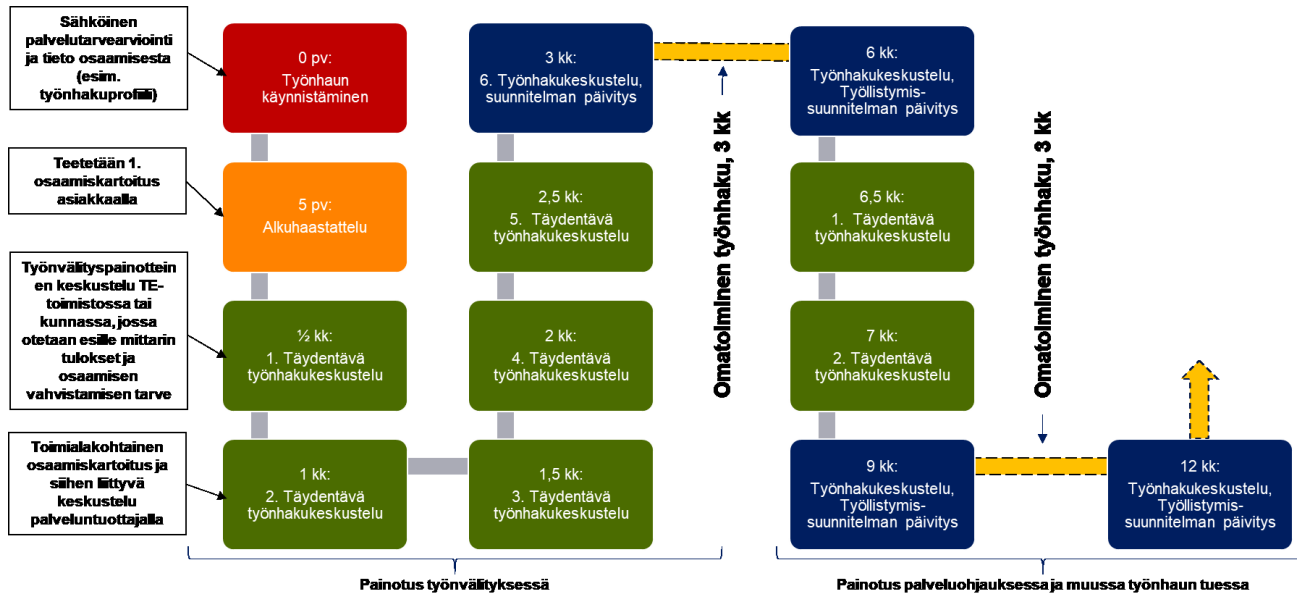 Sähköinen
palvelutarvearviointi
ja tieto osaamisesta
(esim.
työnhakuprofiili)
Teetetään 1.
osaamiskartoitus
asiakkaalla
Työnvälityspainottein
en keskustelu TE-
toimistossa tai
kunnassa, jossa
otetaan esille mittarin
tulokset ja
osaamisen
vahvistamisen tarve
Toimialakohtainen
osaamiskartoitus ja
siihen liittyvä
keskustelu
palveluntuottajalla
0 pv:
Työnhaun
käynnistäminen
5 pv:
Alkuhaastattelu
½ kk:
1. Täydentävä
työnhakukeskustelu
1 kk:
2. Täydentävä
työnhakukeskustelu
1,5 kk:
3. Täydentävä
työnhakukeskustelu
2 kk:
4. Täydentävä
työnhakukeskustelu
2,5 kk:
5. Täydentävä
työnhakukeskustelu
3 kk:
6. Työnhakukeskustelu,
suunnitelman päivitys
Omatoiminen työnhaku, 3 kk
6 kk:
Työnhakukeskustelu,
Työllistymis-
suunnitelman päivitys
6,5 kk:
1. Täydentävä
työnhakukeskustelu
7 kk:
2. Täydentävä
työnhakukeskustelu
9 kk:
Työnhakukeskustelu,
Työllistymis-
suunnitelman päivitys
Omatoiminen työnhaku, 3 kk
12 kk:
Työnhakukeskustelu,
Työllistymis-
suunnitelman päivitys
Painotus työnvälityksessä
Painotus palveluohjauksessa ja muussa työnhaun tuessa